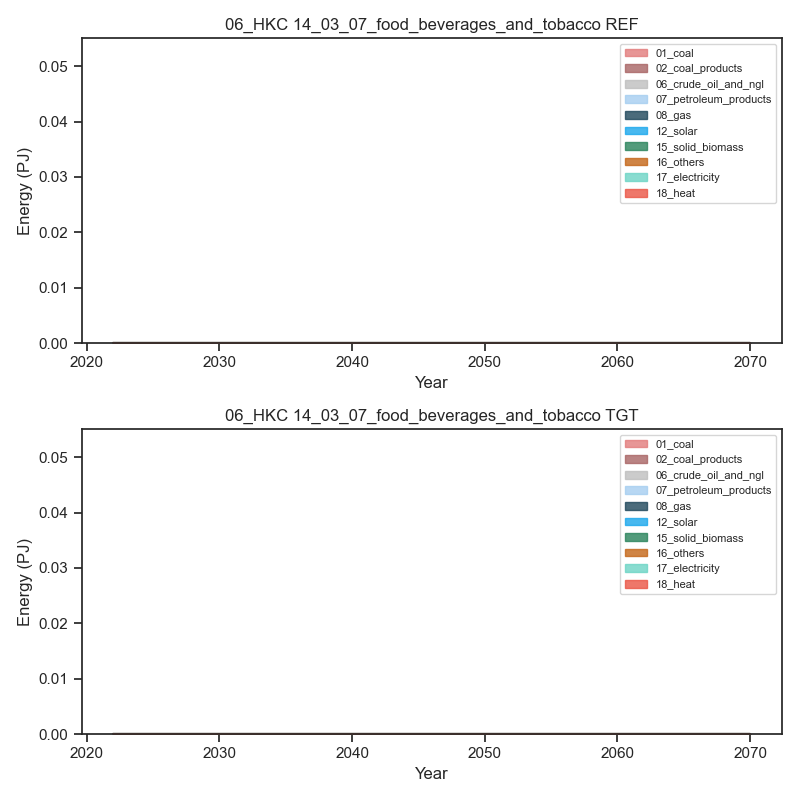 06_HKC 14_03_07_food_beverages_and_tobacco REF
0.05
0.04
0.03
0.02
0.01
0.00
Energy (PJ)
01_coal
02_coal_products
06_crude_oil_and_ngl
07_petroleum_products
08_gas
12_solar
15_solid_biomass
16_others
17_electricity
18_heat
2020 2030 2040 2050 2060 2070
Year
06_HKC 14_03_07_food_beverages_and_tobacco TGT
0.05
0.04
0.03
0.02
0.01
0.00
Energy (PJ)
01_coal
02_coal_products
06_crude_oil_and_ngl
07_petroleum_products
08_gas
12_solar
15_solid_biomass
16_others
17_electricity
18_heat
2020 2030 2040 2050 2060 2070
Year